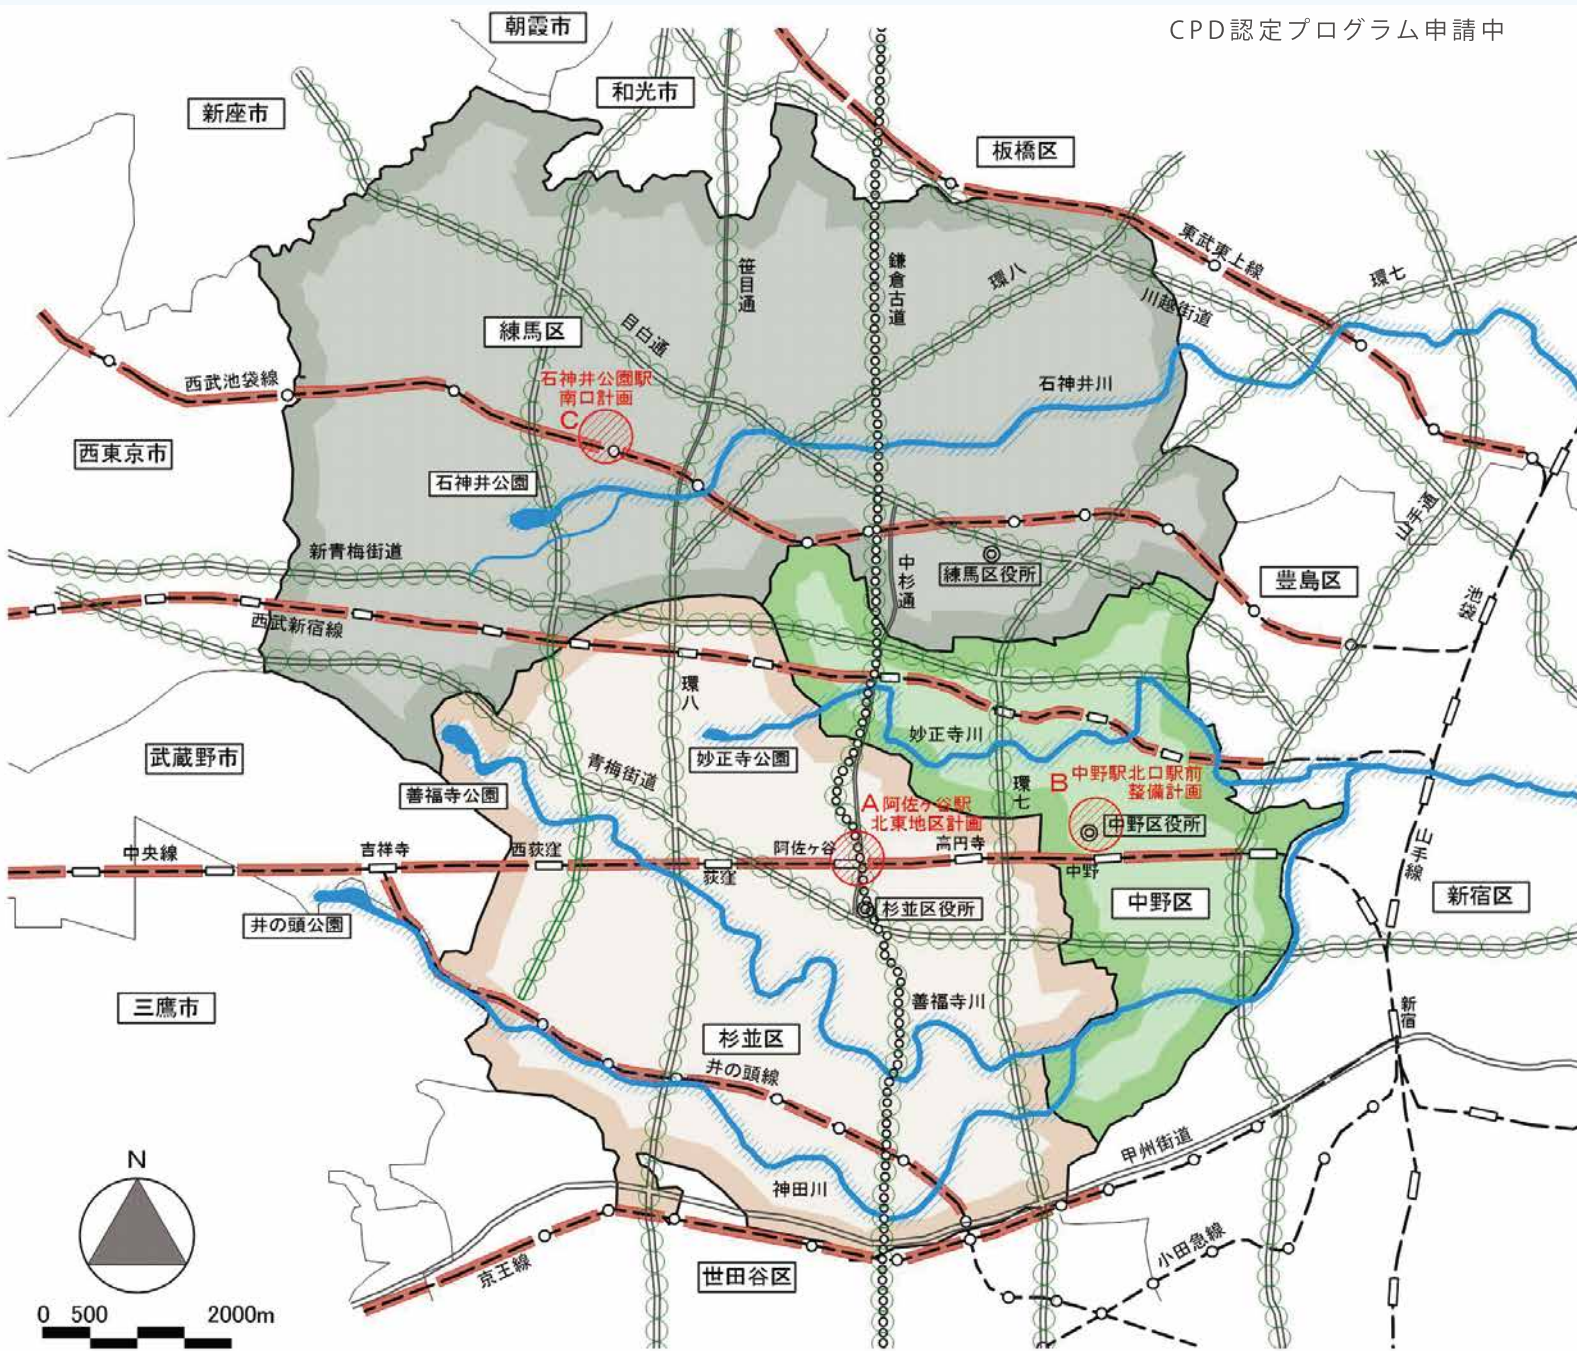 CPD認定プログラム申請中
朝霞市
和光市
新座市
板橋区
東武東上線
環七
笹目通
鎌倉古道
環八
川越街道
練馬区
目白通
西武池袋線
石神井公園駅
南口計画
C
石神井川
西東京市
石神井公園
山手通
新青梅街道
中杉通
練馬区役所
豊島区
池袋
西武新宿線
環八
妙正寺川
武蔵野市
青梅街道
妙正寺公園
善福寺公園
環七
B
中野駅北口駅前
整備計画
A
阿佐ヶ谷駅
北東地区計画
中野区役所
山手線
中央線
吉祥寺
西荻窪
荻窪
阿佐ヶ谷
高円寺
中野
中野区
新宿区
杉並区役所
井の頭公園
三鷹市
善福寺川
新宿
杉並区
井の頭線
甲州街道
N
神田川
小田急線
京王線
世田谷区
0 500 2000m